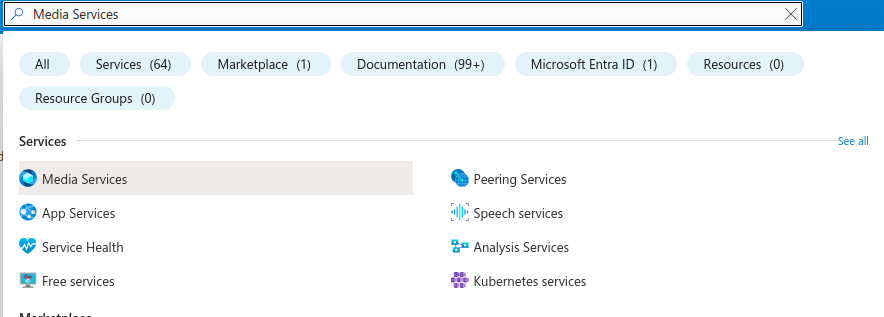 Media Services
All Services (64) Marketplace (1) Documentation (99+) Microsoft Entra ID (1) Resources (0)
Resource Groups (0)
Services See all
Media Services Peering Services
App Services Speech services
Service Health Analysis Services
Free services Kubernetes services
Marketplace